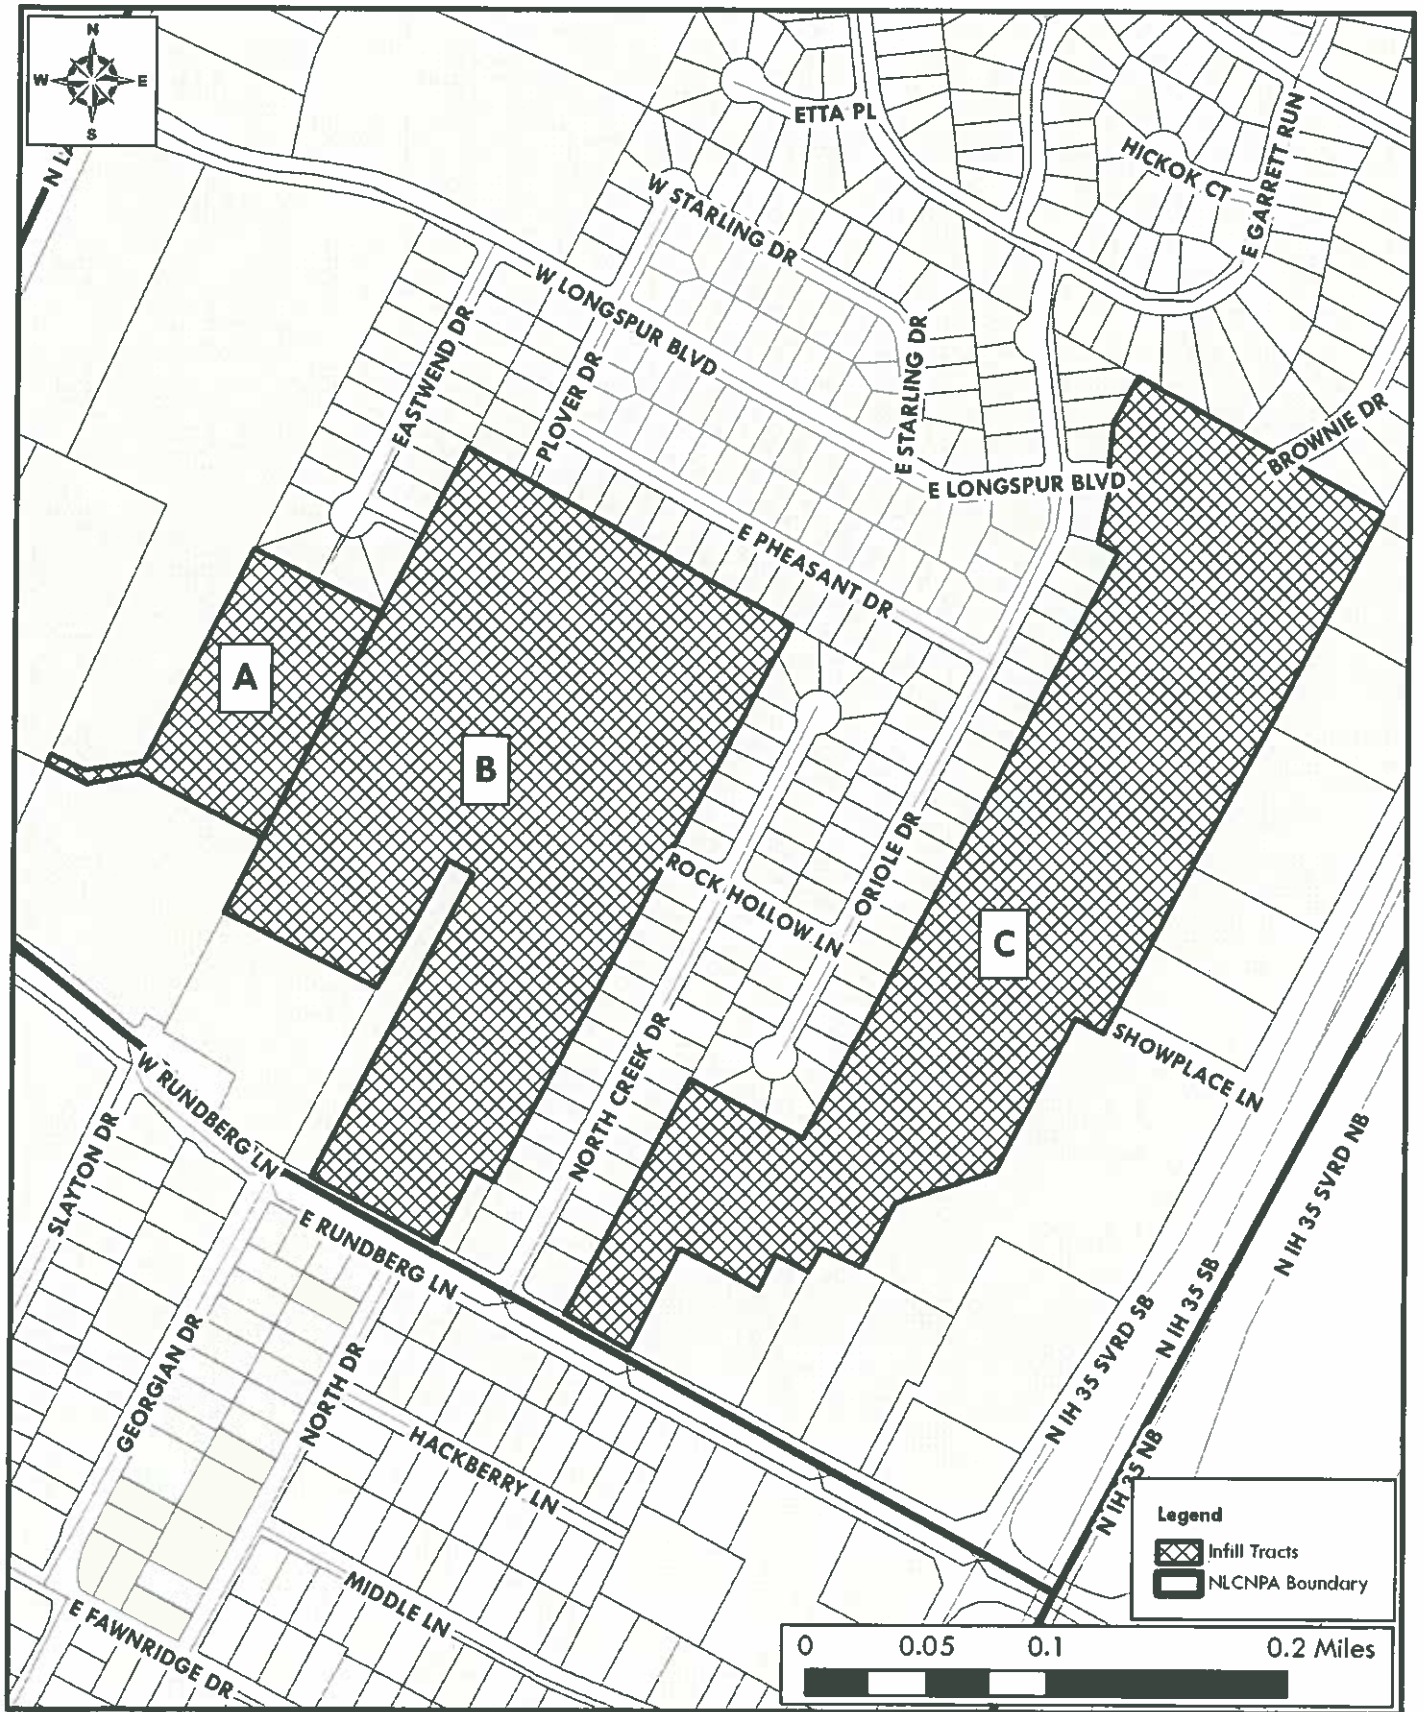 N
W E
S
N LA
ETTA PL
HICKOK CT
E GARRETT RUN
W STARLING DR
W LONGSPUR BLVD
EASTWEND DR
PLOVER DR
E STARLING DR
BROWNIE DR
E LONGSPUR BLVD
E PHEASANT DR
A
B
ROCK HOLLOW LN
ORIOLE DR
C
NORTH CREEK DR
SHOWPLACE LN
W RUNDBERG LN
SLAYTON DR
E RUNDBERG LN
N IH 35 SVRD NB
N IH 35 SB
N IH 35 SVRD SB
GEORGIAN DR
NORTH DR
HACKBERRY LN
N IH 35 NB
MIDDLE LN
E FAWNRIDGE DR
Legend
Infill Tracts
NLCNPA Boundary
0 0.05 0.1 0.2 Miles